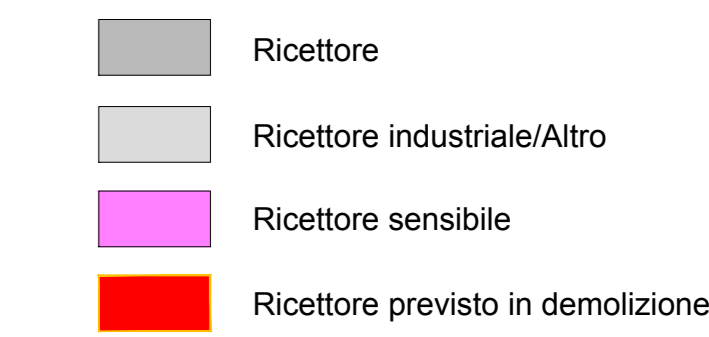 Ricettore
Ricettore industriale/Altro
Ricettore sensibile
Ricettore previsto in demolizione